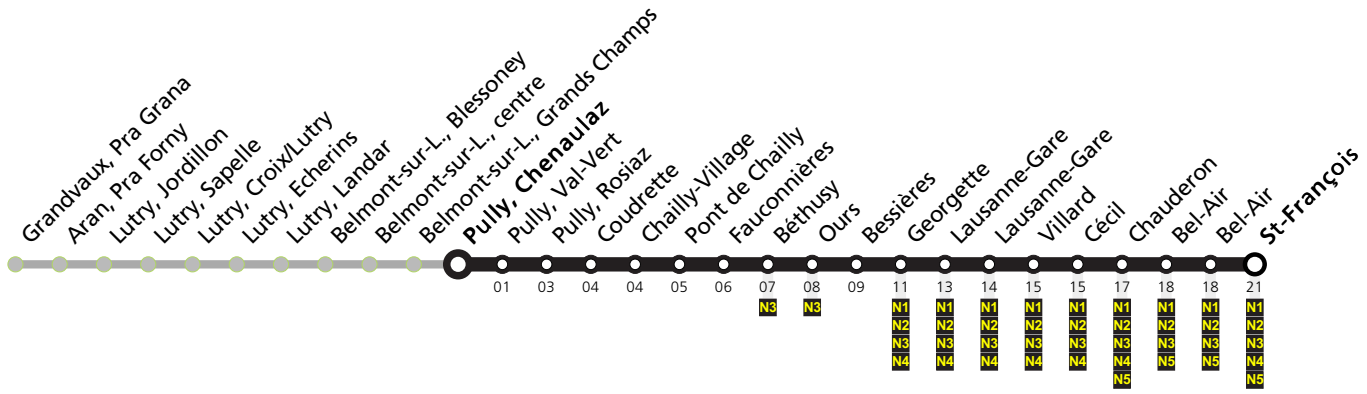 Grandvaux, Pra Grana
Aran, Pra Forny
Lutry, Jordillon
Lutry, Sapelle
Lutry, Croix/Lutry
Lutry, Echerins
Lutry, Landar
Belmont-sur-L., Blessoney
Belmont-sur-L., centre
Belmont-sur-L., Grands Champs
Pully, Chenaulaz
Pully, Val-Vert
Pully, Rosiaz
Coudrette
Chailly-Village
Pont de Chailly
Fauconnières
Béthusy
Ours
Bessières
Georgette
Lausanne-Gare
Lausanne-Gare
Villard
Cécil
Chauderon
Bel-Air
Bel-Air
St-François
01 03 04 04 05 06 07 08 09 11 13 14 15 15 17 18 18 21
N3 N3 N1 N1 N1 N1 N1 N1 N1 N1 N1
N2 N2 N2 N2 N2 N2 N2 N2 N2
N3 N3 N3 N3 N3 N3 N3 N3 N3
N4 N4 N4 N4 N4 N4 N5 N5 N4
N5 N5